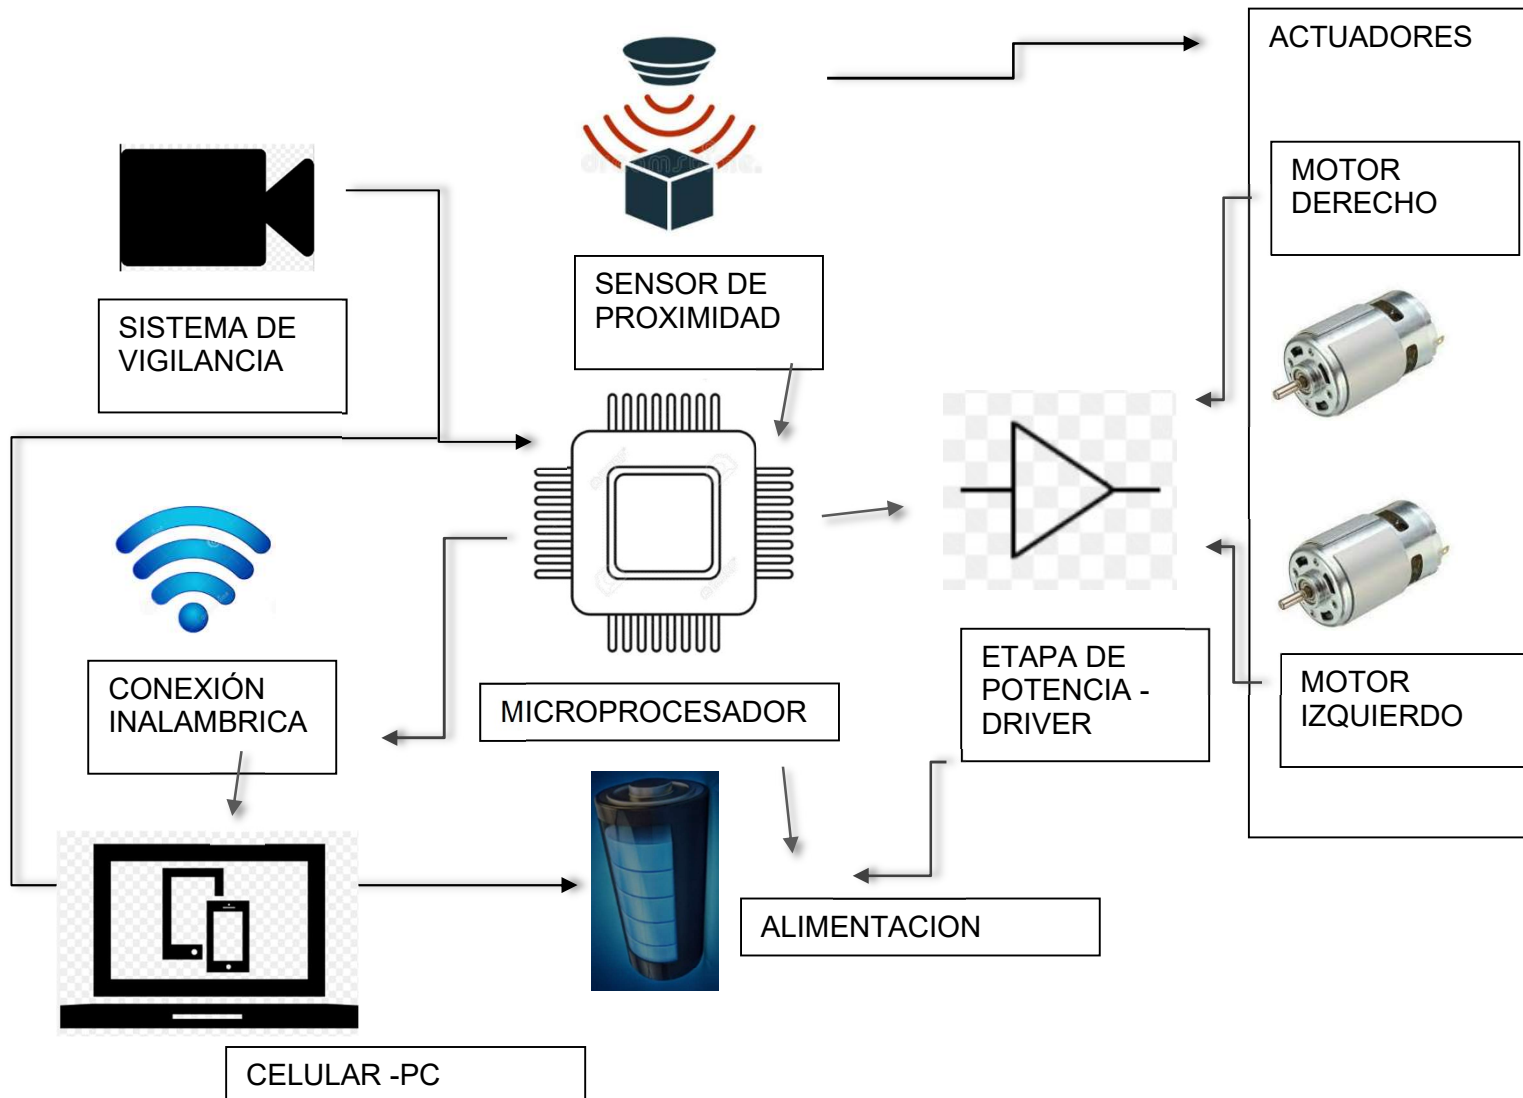 ACTUADORES
MOTOR
DERECHO
SENSOR DE
PROXIMIDAD
SISTEMA DE
VIGILANCIA
CONEXIÓN
INALAMBRICA
MICROPROCESADOR
ETAPA DE
POTENCIA -
DRIVER
MOTOR
IZQUIERDO
ALIMENTACION
CELULAR -PC